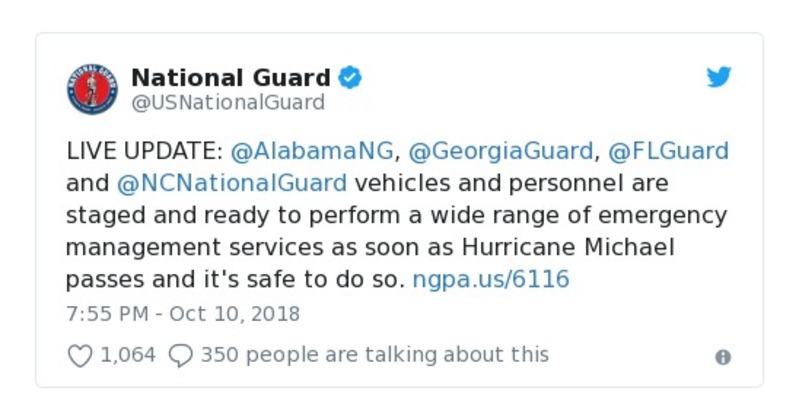 National Guard
@USNationalGuard
LIVE UPDATE: @AlabamaNG, @GeorgiaGuard, @FLGuard
and @NCNationalGuard vehicles and personnel are
staged and ready to perform a wide range of emergency
management services as soon as Hurricane Michael
passes and it's safe to do so. ngpa.us/6116
7:55 PM - Oct 10, 2018
1,064 350 people are talking about this